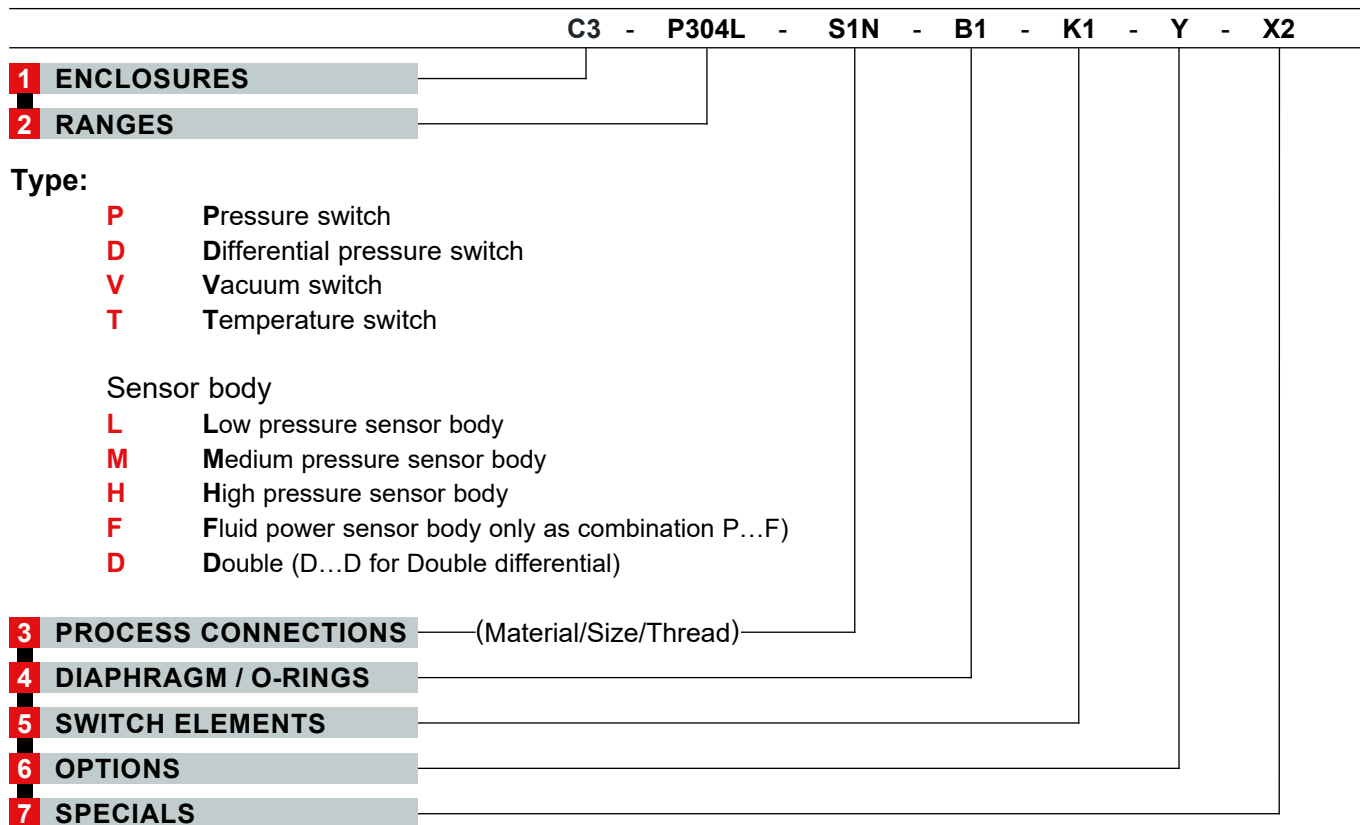 C3 - P304L - S1N - B1 - K1 - Y - X2
1 ENCLOSURES
2 RANGES
Type:
P Pressure switch
D Differential pressure switch
V Vacuum switch
T Temperature switch
Sensor body
L Low pressure sensor body
M Medium pressure sensor body
H High pressure sensor body
F Fluid power sensor body only as combination P…F)
D Double (D…D for Double differential)
3 PROCESS CONNECTIONS (Material/Size/Thread)
4 DIAPHRAGM / O-RINGS
5 SWITCH ELEMENTS
6 OPTIONS
7 SPECIALS